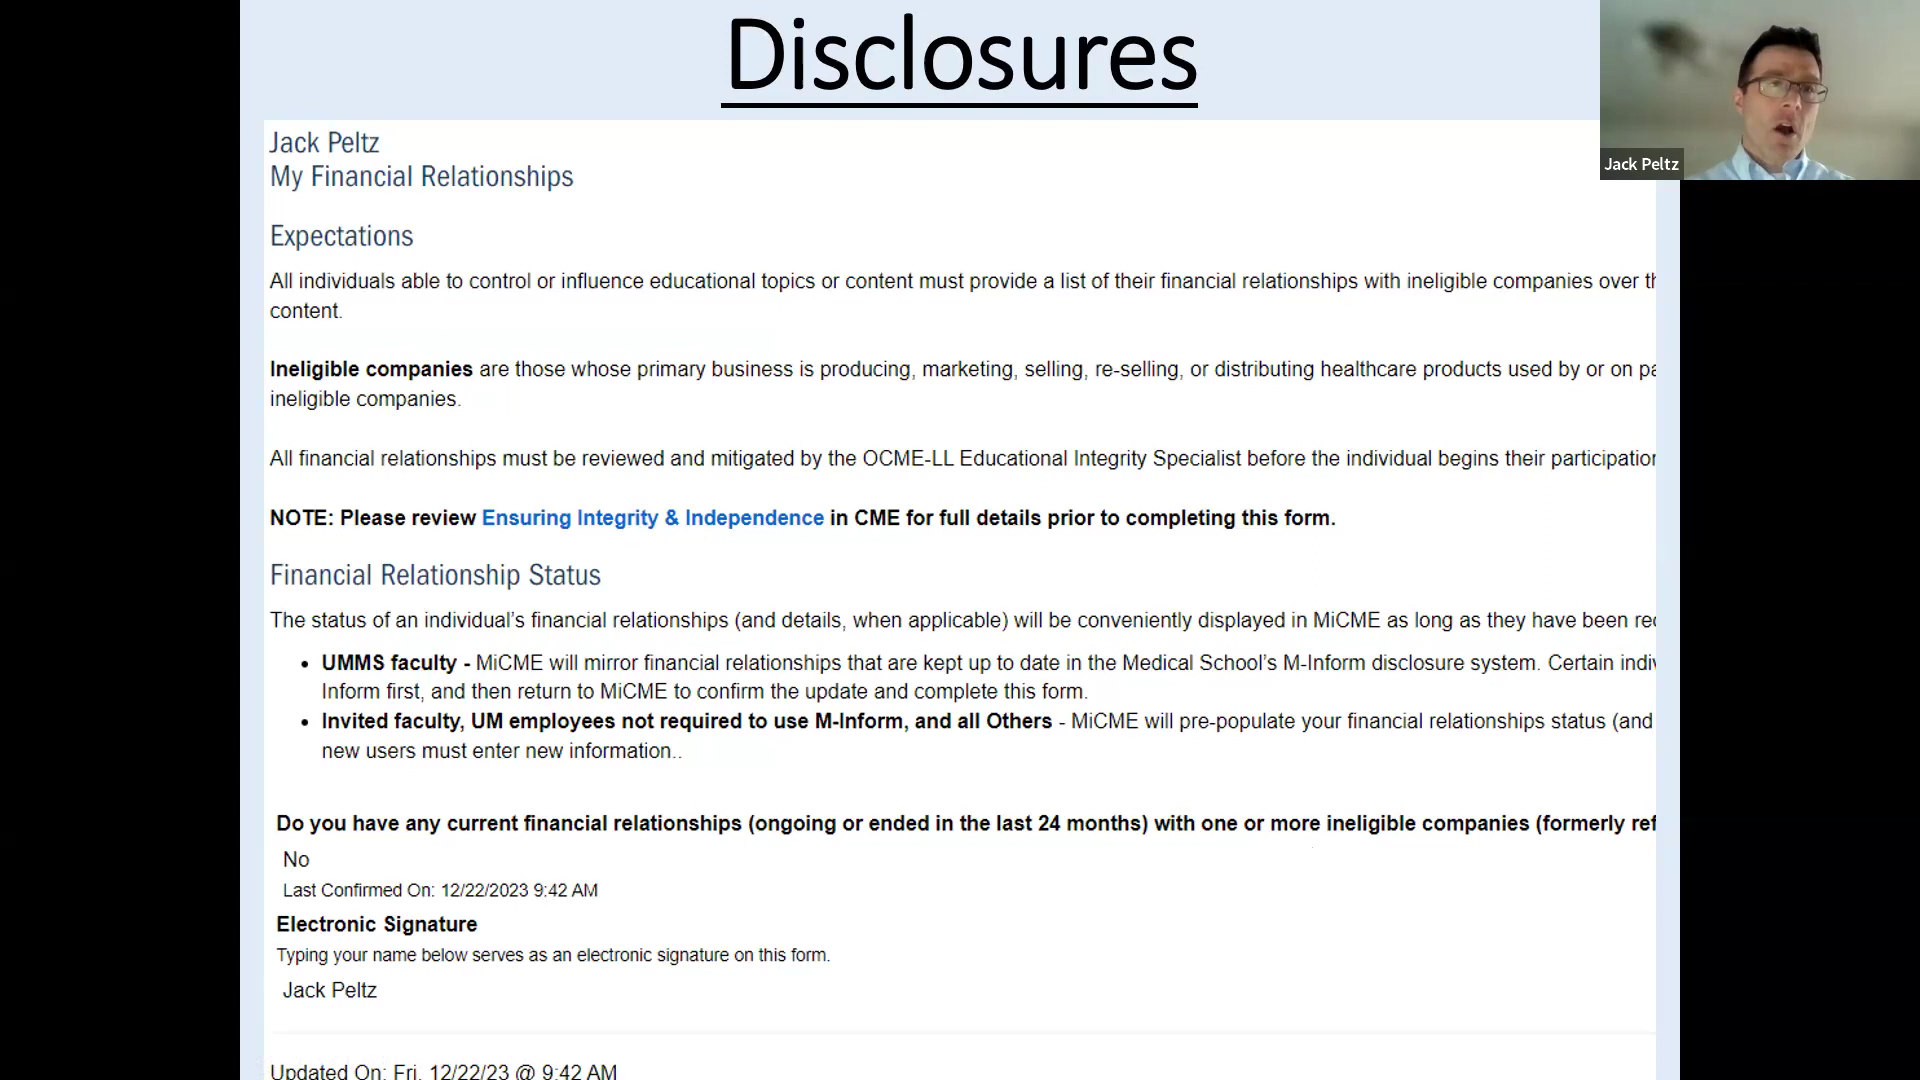 Disclosures
Jack Peltz
Jack Peltz
My Financial Relationships
Expectations
All individuals able to control or influence educational topics or content must provide a list of their financial relationships with ineligible companies over
content.
Ineligible companies are those whose primary business is producing, marketing, selling, re-selling, or distributing healthcare products used by or on
ineligible companies.
All financial relationships must be reviewed and mitigated by the OCME-LL Educational Integrity Specialist before the individual begins their
NOTE: Please review Ensuring Integrity & Independence in CME for full details prior to completing this form.
Financial Relationship Status
The status of an individual’s financial relationships (and details, when applicable) will be conveniently displayed in MiCME as long as they have been
• UMMS faculty - MiCME will mirror financial relationships that are kept up to date in the Medical School’s M-Inform disclosure system. Certain
Inform first, and then return to MiCME to confirm the update and complete this form.
• Invited faculty, UM employees not required to use M-Inform, and all Others - MiCME will pre-populate your financial relationships status (and
new users must enter new information..
Do you have any current financial relationships (ongoing or ended in the last 24 months) with one or more ineligible companies (formerly
No
Last Confirmed On: 12/22/2023 9:42 AM
Electronic Signature
Typing your name below serves as an electronic signature on this form.
Jack Peltz
Updated On: Fri, 12/22/23 @ 9:42 AM